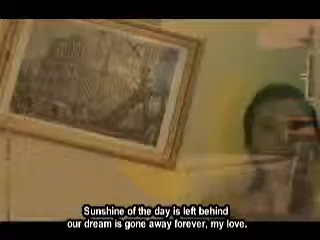 Sunshine of the day is left behind
our dream is gone away forever, my love.